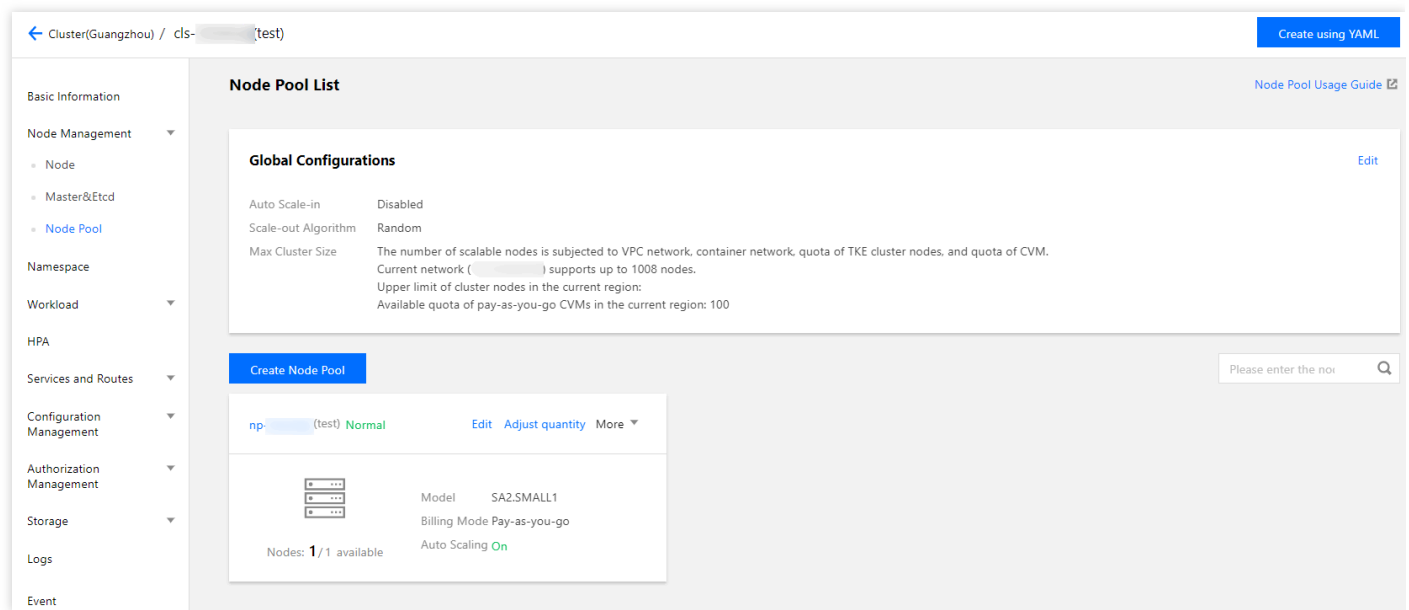 Cluster(Guangzhou) / cls- (test)
Create using YAML
Basic Information
Node Management
Node
Master&Etcd
Node Pool
Namespace
Workload
HPA
Services and Routes
Configuration
Management
Authorization
Management
Storage
Logs
Event
Node Pool List
Node Pool Usage Guide
Global Configurations
Edit
Auto Scale-in Disabled
Scale-out Algorithm Random
Max Cluster Size The number of scalable nodes is subjected to VPC network, container network, quota of TKE cluster nodes, and quota of CVM.
Current network ( ) supports up to 1008 nodes.
Upper limit of cluster nodes in the current region:
Available quota of pay-as-you-go CVMs in the current region: 100
Create Node Pool
Please enter the no
np- (test) Normal Edit Adjust quantity More
Model SA2.SMALL1
Billing Mode Pay-as-you-go
Auto Scaling On
Nodes: 1/1 available